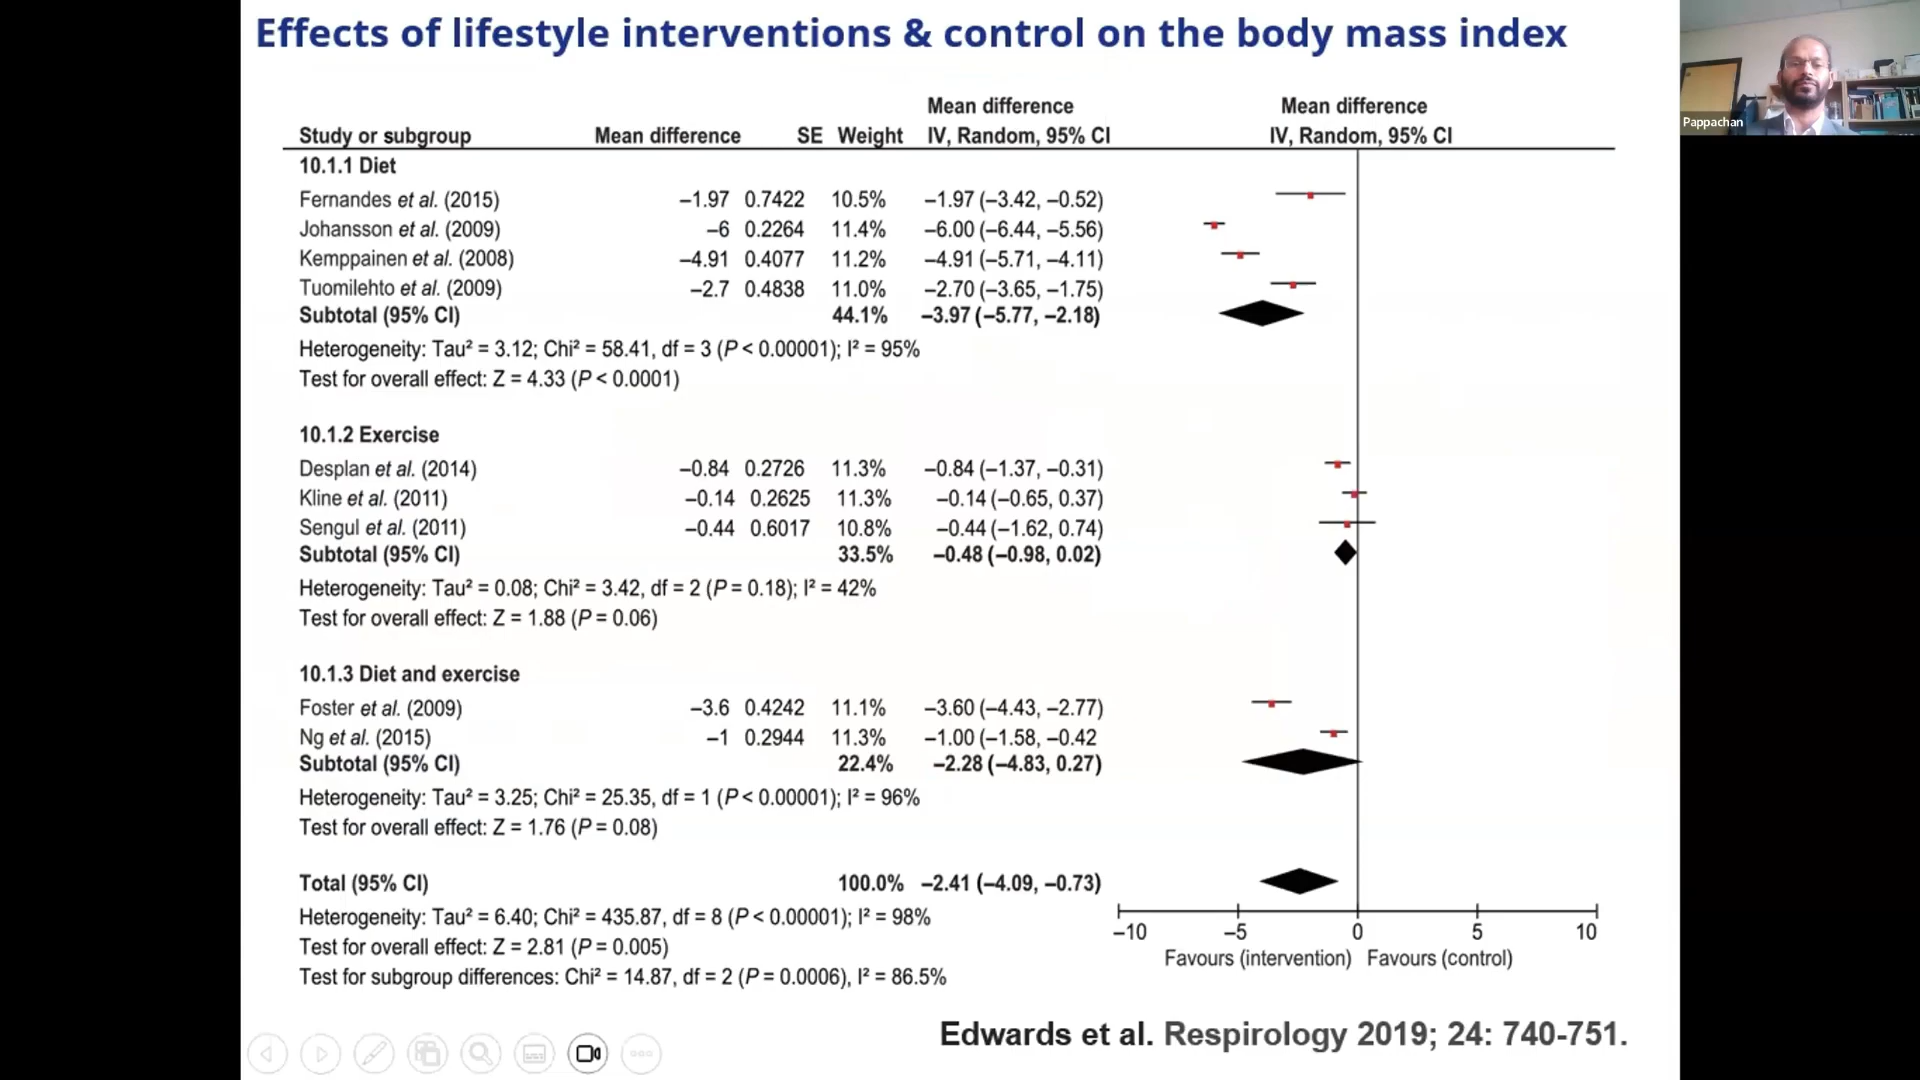 Effects of lifestyle interventions & control on the body mass index
Pappachan
Mean difference Mean difference
Study or subgroup Mean difference SE Weight IV, Random, 95% CI IV, Random, 95% CI
10.1.1 Diet
Fernandes et al. (2015) −1.97 0.7422 10.5% −1.97 (−3.42, −0.52)
Johansson et al. (2009) −6 0.2264 11.4% −6.00 (−6.44, −5.56)
Kemppainen et al. (2008) −4.91 0.4077 11.2% −4.91 (−5.71, −4.11)
Tuomilehto et al. (2009) −2.7 0.4838 11.0% −2.70 (−3.65, −1.75)
Subtotal (95% CI) 44.1% −3.97 (−5.77, −2.18)
Heterogeneity: Tau² = 3.12; Chi² = 58.41, df = 3 (P < 0.00001); I² = 95%
Test for overall effect: Z = 4.33 (P < 0.0001)
10.1.2 Exercise
Desplan et al. (2014) −0.84 0.2726 11.3% −0.84 (−1.37, −0.31)
Kline et al. (2011) −0.14 0.2625 11.3% −0.14 (−0.65, 0.37)
Sengul et al. (2011) −0.44 0.6017 10.8% −0.44 (−1.62, 0.74)
Subtotal (95% CI) 33.5% −0.48 (−0.98, 0.02)
Heterogeneity: Tau² = 0.08; Chi² = 3.42, df = 2 (P = 0.18); I² = 42%
Test for overall effect: Z = 1.88 (P = 0.06)
10.1.3 Diet and exercise
Foster et al. (2009) −3.6 0.4242 11.1% −3.60 (−4.43, −2.77)
Ng et al. (2015) −1 0.2944 11.3% −1.00 (−1.58, −0.42
Subtotal (95% CI) 22.4% −2.28 (−4.83, 0.27)
Heterogeneity: Tau² = 3.25; Chi² = 25.35, df = 1 (P < 0.00001); I² = 96%
Test for overall effect: Z = 1.76 (P = 0.08)
Total (95% CI) 100.0% −2.41 (−4.09, −0.73)
Heterogeneity: Tau² = 6.40; Chi² = 435.87, df = 8 (P < 0.00001); I² = 98%
Test for overall effect: Z = 2.81 (P = 0.005)
Test for subgroup differences: Chi² = 14.87, df = 2 (P = 0.0006), I² = 86.5%
−10 −5 0 5 10
Favours (intervention) Favours (control)
Edwards et al. Respirology 2019; 24: 740-751.